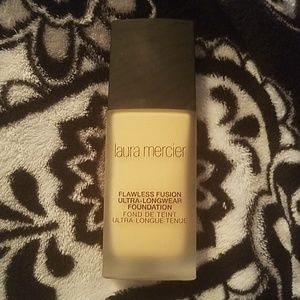 laura mercier
FLAWLESS FUSION
ULTRA-LONGWEAR
FOUNDATION
FOND DE TEINT
ULTRA-LONGUE TENUE